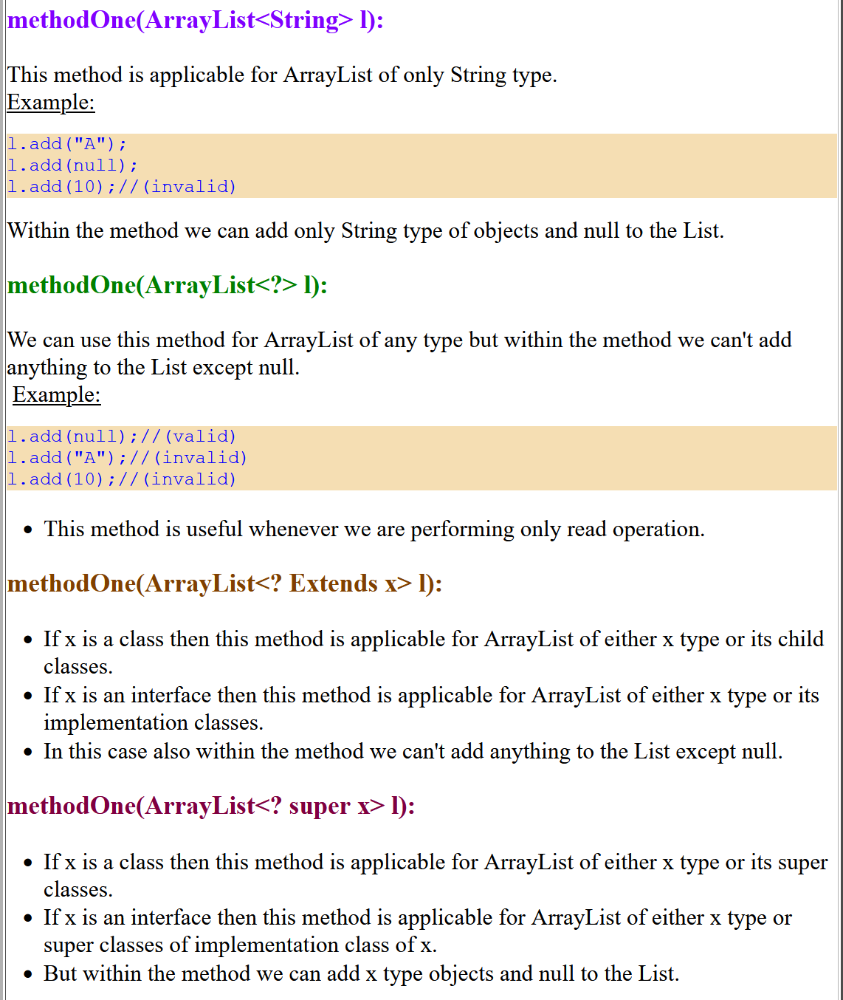 methodOne(ArrayList<String> l):
This method is applicable for ArrayList of only String type.
Example:
l.add("A");
l.add(null);
l.add(10);//(invalid)
Within the method we can add only String type of objects and null to the List.
methodOne(ArrayList<?> l):
We can use this method for ArrayList of any type but within the method we can't add
anything to the List except null.
Example:
l.add(null);//(valid)
l.add("A");//(invalid)
l.add(10);//(invalid)
• This method is useful whenever we are performing only read operation.
methodOne(ArrayList<? Extends x> l):
• If x is a class then this method is applicable for ArrayList of either x type or its child
classes.
• If x is an interface then this method is applicable for ArrayList of either x type or its
implementation classes.
• In this case also within the method we can't add anything to the List except null.
methodOne(ArrayList<? super x> l):
• If x is a class then this method is applicable for ArrayList of either x type or its super
classes.
• If x is an interface then this method is applicable for ArrayList of either x type or
super classes of implementation class of x.
• But within the method we can add x type objects and null to the List.